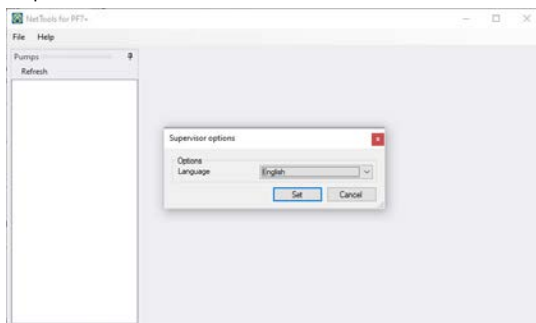 NetTools for PF7+
File Help
Pumps
Refresh
Supervisor options
Options
Language English
Set Cancel